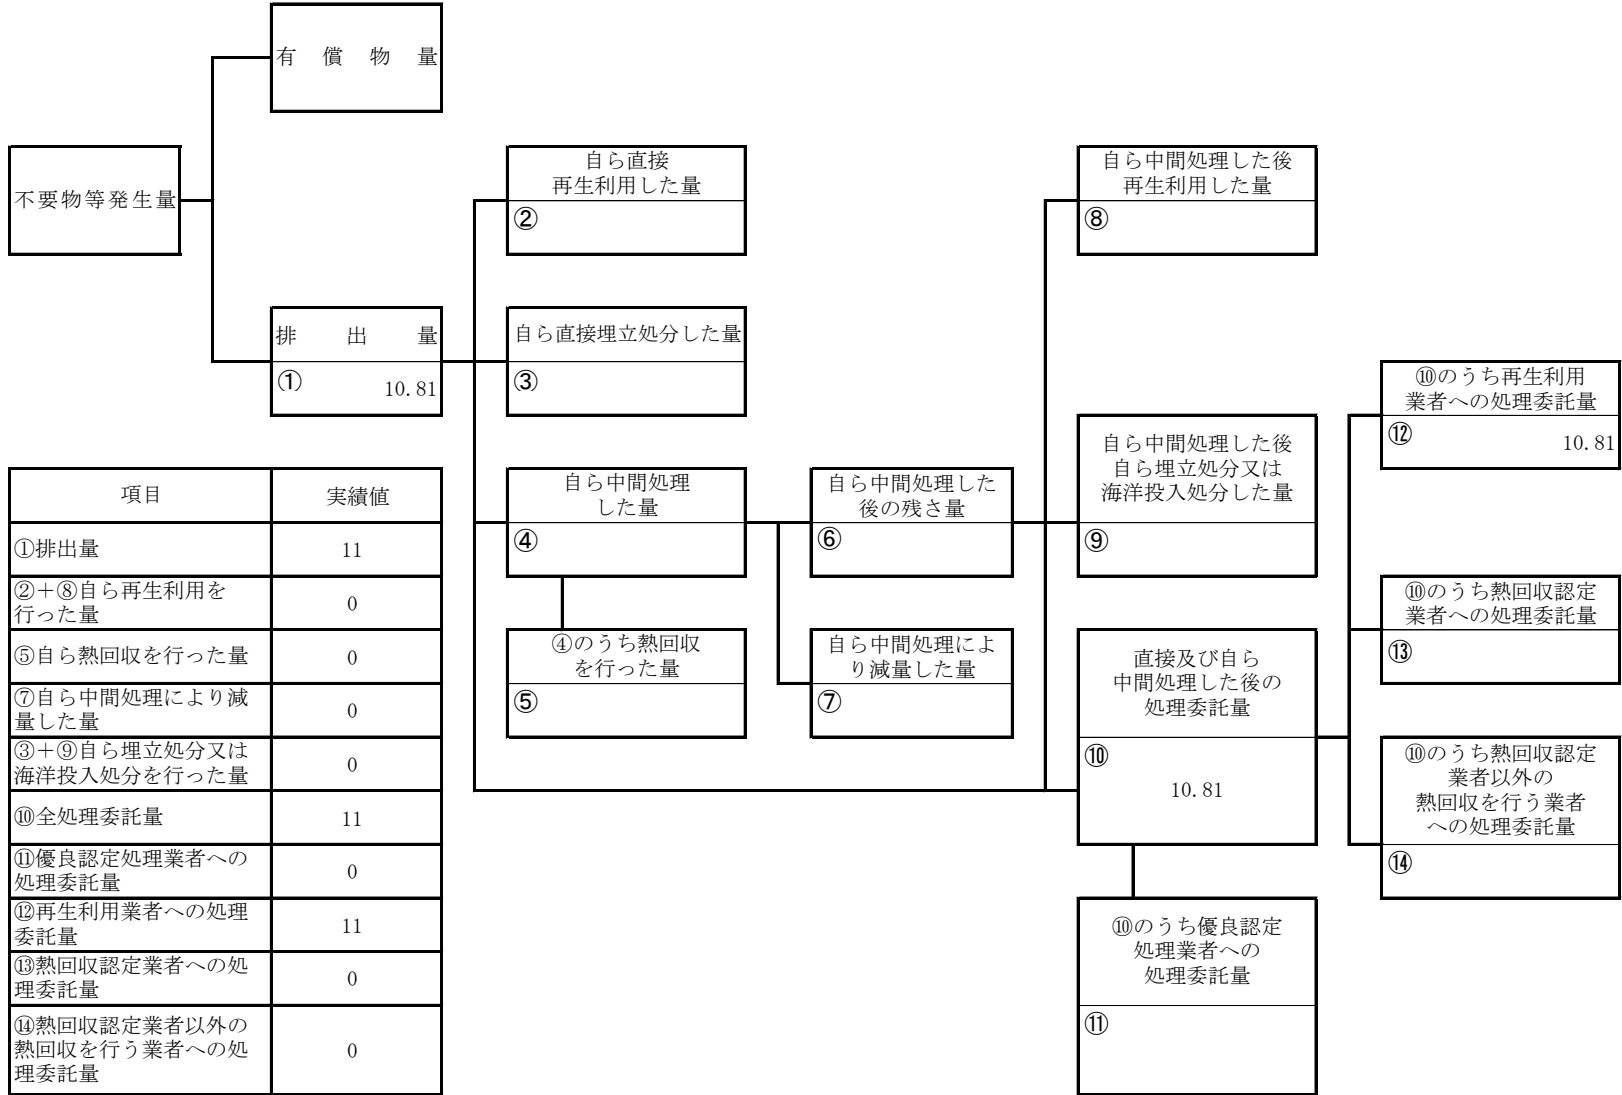 有償物量
不要物等発生量
排出量
① 10.81
自ら直接
再生利用した量
②
自ら直接埋立処分した量
③
自ら中間処理
した量
④
④のうち熱回収
を行った量
⑤
自ら中間処理した
後の残さ量
⑥
自ら中間処理によ
り減量した量
⑦
自ら中間処理した後
再生利用した量
⑧
自ら中間処理した後
自ら埋立処分又は
海洋投入処分した量
⑨
直接及び自ら
中間処理した後の
処理委託量
⑩
10.81
⑩のうち優良認定
処理業者への
処理委託量
⑪
⑩のうち再生利用
業者への処理委託量
⑫ 10.81
⑩のうち熱回収認定
業者への処理委託量
⑬
⑩のうち熱回収認定
業者以外の
熱回収を行う業者
への処理委託量
⑭
項目 実績値
①排出量 11
②＋⑧自ら再生利用を
行った量 0
⑤自ら熱回収を行った量 0
⑦自ら中間処理により減
量した量 0
③＋⑨自ら埋立処分又は
海洋投入処分を行った量 0
⑩全処理委託量 11
⑪優良認定処理業者への
処理委託量 0
⑫再生利用業者への処理
委託量 11
⑬熱回収認定業者への処
理委託量 0
⑭熱回収認定業者以外の
熱回収を行う業者への処 0
理委託量